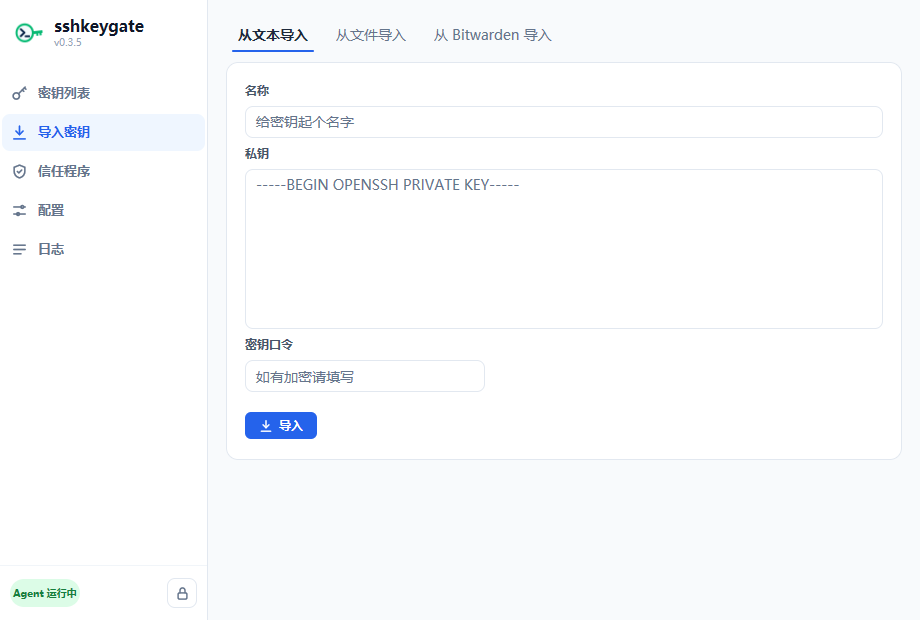 sshkeygate
v0.3.5
密钥列表
导入密钥
信任程序
配置
日志
Agent 运行中
从文本导入
从文件导入
从 Bitwarden 导入
名称
给密钥起个名字
私钥
-----BEGIN OPENSSH PRIVATE KEY-----
密钥口令
如有加密请填写
导入